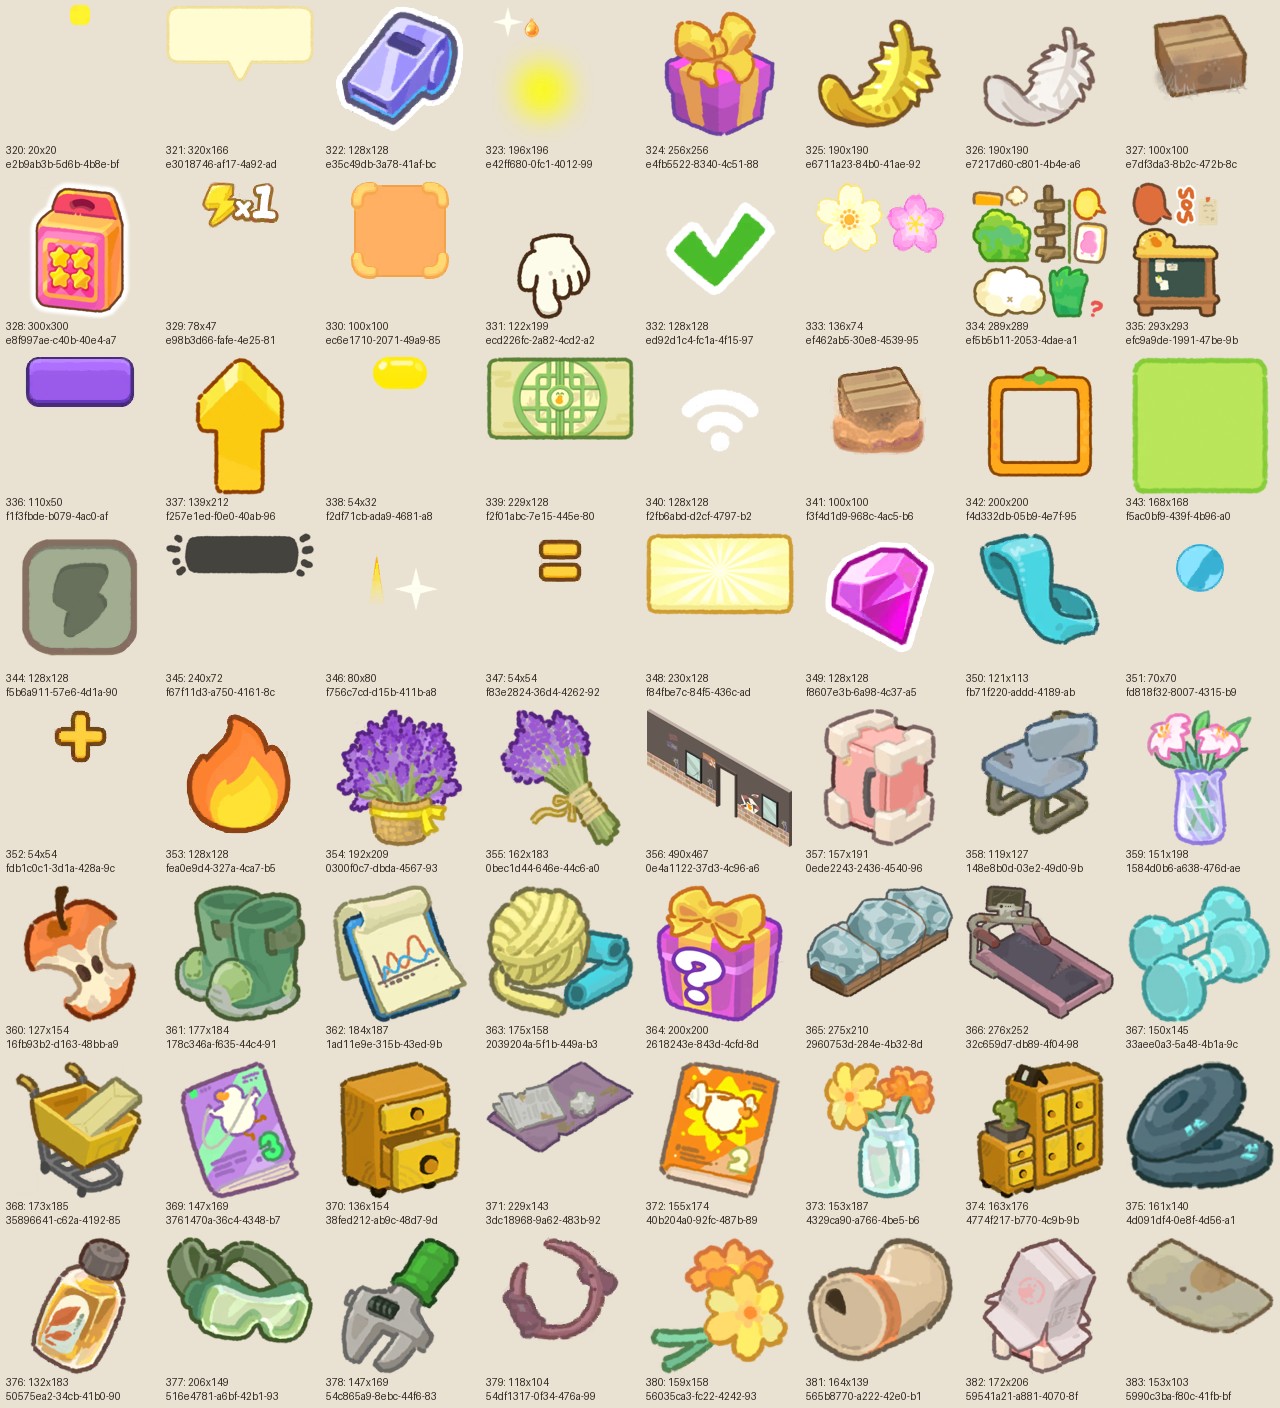 320: 20x20
e2b9ab3b-5d6b-4b8e-bf
321: 320x166
e3018746-af17-4a92-ad
322: 128x128
e35c49db-3a78-41af-bc
323: 196x196
e42ff680-0fc1-4012-99
324: 256x256
e4fb5522-8340-4c51-88
325: 190x190
e6711a23-84b0-41ae-92
326: 190x190
e7217d60-c801-4b4e-a6
327: 100x100
e7df3da3-8b2c-472b-8c
x1
SOS
?
328: 300x300
e8f997ae-c40b-40e4-a7
329: 78x47
e98b3d66-fafe-4e25-81
330: 100x100
ec6e1710-2071-49a9-85
331: 122x199
ecd226fc-2a82-4cd2-a2
332: 128x128
ed92d1c4-fc1a-4f15-97
333: 136x74
ef462ab5-30e8-4539-95
334: 289x289
ef5b5b11-2053-4dae-a1
335: 293x293
efc9a9de-1991-47be-9b
336: 110x50
f1f3fbde-b079-4ac0-af
337: 139x212
f257e1ed-f0e0-40ab-96
338: 54x32
f2df71cb-ada9-4681-a8
339: 229x128
f2f01abc-7e15-445e-80
340: 128x128
f2fb6abd-d2cf-4797-b2
341: 100x100
f3f4d1d9-968c-4ac5-b6
342: 200x200
f4d332db-05b9-4e7f-95
343: 168x168
f5ac0bf9-439f-4b96-a0
344: 128x128
f5b6a911-57e6-4d1a-90
345: 240x72
f67f11d3-a750-4161-8c
346: 80x80
f756c7cd-d15b-411b-a8
347: 54x54
f83e2824-36d4-4262-92
348: 230x128
f84fbe7c-84f5-436c-ad
349: 128x128
f8607e3b-6a98-4c37-a5
350: 121x113
fb71f220-addd-4189-ab
351: 70x70
fd818f32-8007-4315-b9
352: 54x54
fdb1c0c1-3d1a-428a-9c
353: 128x128
fea0e9d4-327a-4ca7-b5
354: 192x209
0300f0c7-dbda-4567-93
355: 162x183
0bec1d44-646e-44c6-a0
356: 490x467
0e4a1122-37d3-4c96-a6
357: 157x191
0ede2243-2436-4540-96
358: 119x127
148e8b0d-03e2-49d0-9b
359: 151x198
1584d0b6-a638-476d-ae
?
360: 127x154
16fb93b2-d163-48bb-a9
361: 177x184
178c346a-f635-44c4-91
362: 184x187
1ad11e9e-315b-43ed-9b
363: 175x158
2039204a-5f1b-449a-b3
364: 200x200
2618243e-843d-4cfd-8d
365: 275x210
2960753d-284e-4b32-8d
366: 276x252
32c659d7-db89-4f04-98
367: 150x145
33aee0a3-5a48-4b1a-9c
3
2
368: 173x185
35896641-c62a-4192-85
369: 147x169
3761470a-36c4-4348-b7
370: 136x154
38fed212-ab9c-48d7-9d
371: 229x143
3dc18968-9a62-483b-92
372: 155x174
40b204a0-92fc-487b-89
373: 153x187
4329ca90-a766-4be5-b6
374: 163x176
4774f217-b770-4c9b-9b
375: 161x140
4d091df4-0e8f-4d56-a1
376: 132x183
50575ea2-34cb-41b0-90
377: 206x149
516e4781-a6bf-42b1-93
378: 147x169
54c865a9-8ebc-44f6-83
379: 118x104
54df1317-0f34-476a-99
380: 159x158
56035ca3-fc22-4242-93
381: 164x139
565b8770-a222-42e0-b1
382: 172x206
59541a21-a881-4070-8f
383: 153x103
5990c3ba-f80c-41fb-bf